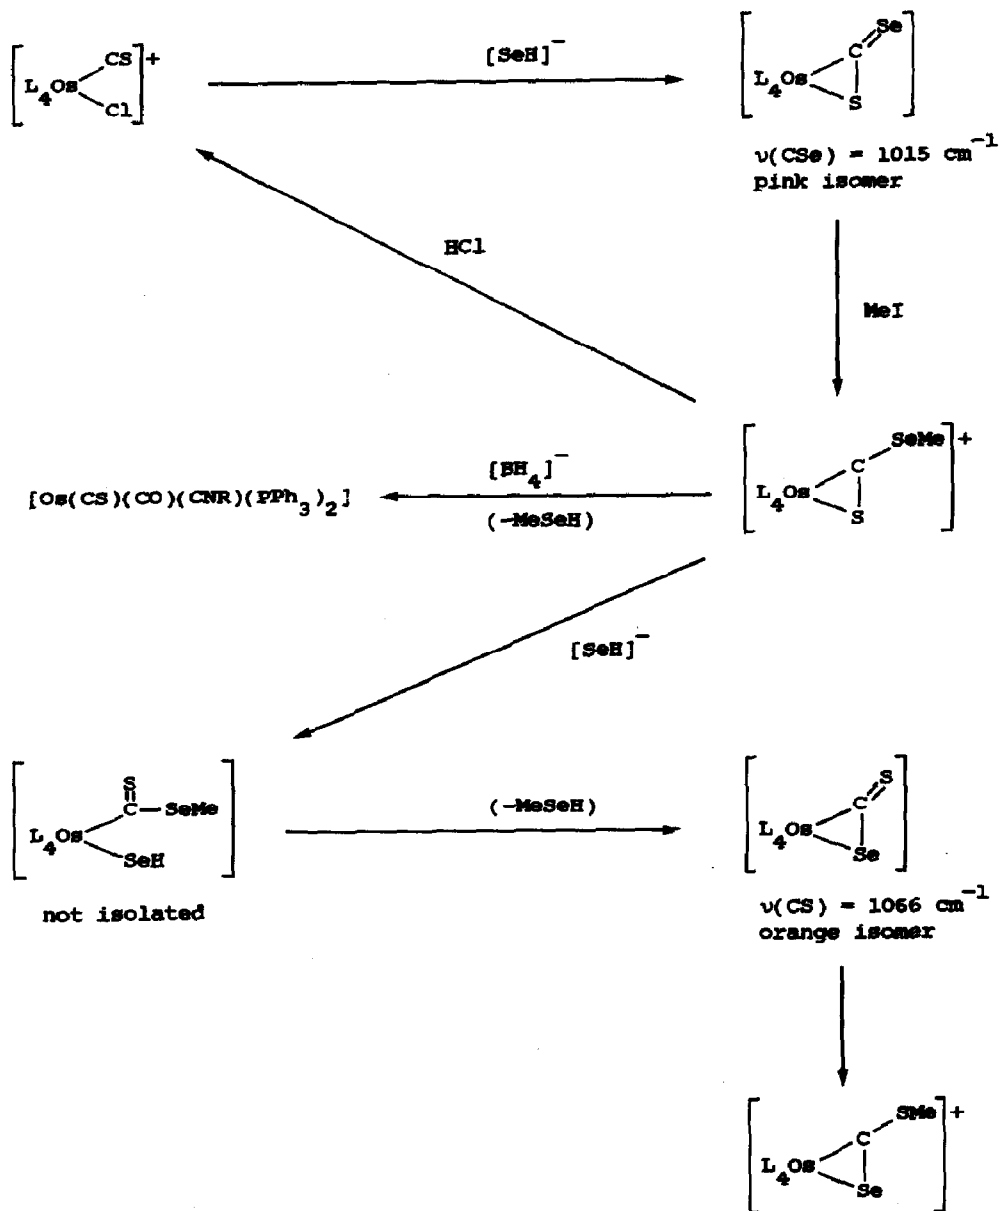 [L₄Os(CS)(Cl)]⁺
[SeH]⁻
[L₄Os C Se S]
ν(CSe) = 1015 cm⁻¹
pink isomer
HCl
MeI
[L₄Os C SeMe S]⁺
[BH₄]⁻
(-MeSeH)
[Os(CS)(CO)(CNR)(PPh₃)₂]
[SeH]⁻
[L₄Os S C SeMe SeH]
not isolated
(-MeSeH)
[L₄Os C S Se]
ν(CS) = 1066 cm⁻¹
orange isomer
[L₄Os C SMe Se]⁺